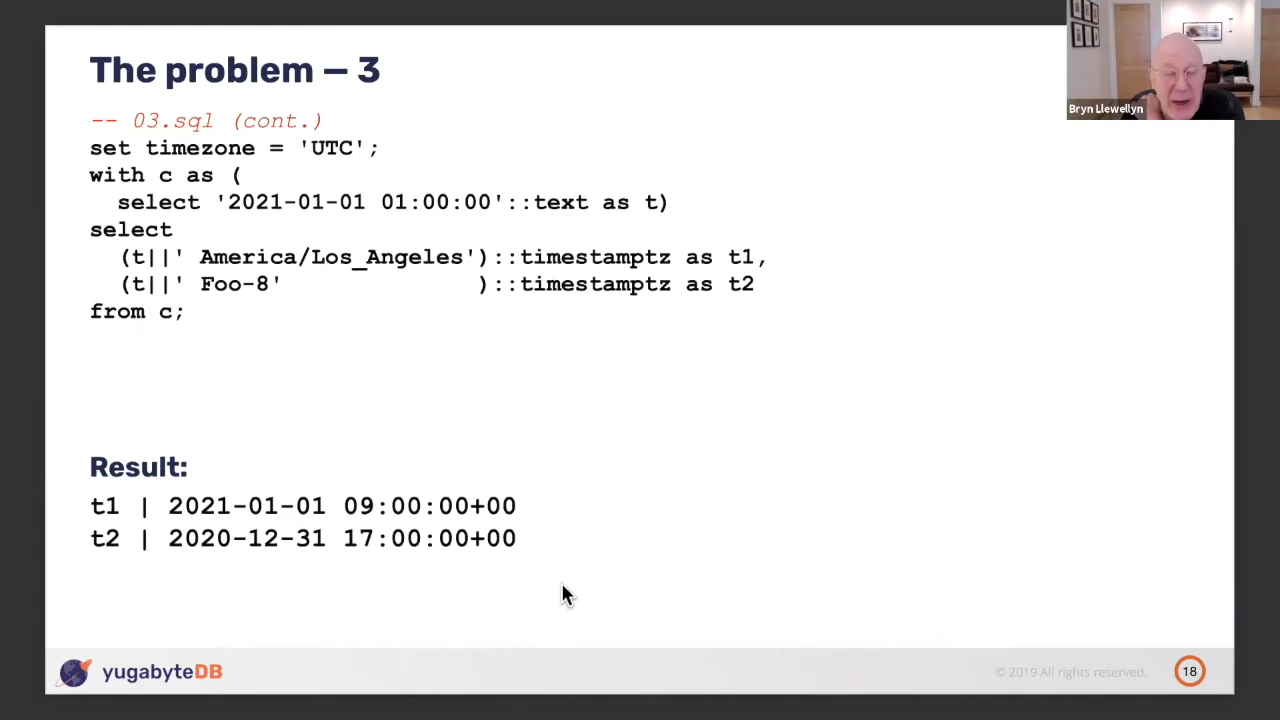 The problem – 3
-- 03.sql (cont.)
set timezone = 'UTC';
with c as (
  select '2021-01-01 01:00:00'::text as t)
select
  (t||' America/Los_Angeles')::timestamptz as t1,
  (t||' Foo-8'              )::timestamptz as t2
from c;
Result:
t1 | 2021-01-01 09:00:00+00
t2 | 2020-12-31 17:00:00+00
Bryn Llewellyn
yugabyteDB
© 2019 All rights reserved.
18